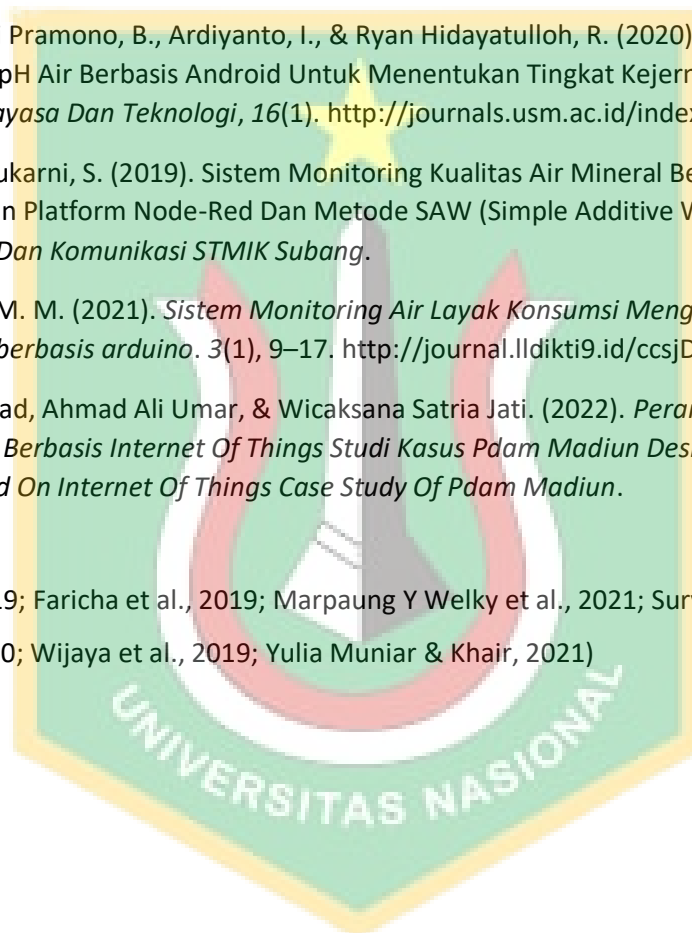 Pramono, B., Ardiyanto, I., & Ryan Hidayatulloh, R. (2020)
pH Air Berbasis Android Untuk Menentukan Tingkat Kejer
ayasa Dan Teknologi, 16(1). http://journals.usm.ac.id/index
ukarni, S. (2019). Sistem Monitoring Kualitas Air Mineral Be
n Platform Node-Red Dan Metode SAW (Simple Additive W
Dan Komunikasi STMIK Subang.
M. M. (2021). Sistem Monitoring Air Layak Konsumsi Meng
berbasis arduino. 3(1), 9–17. http://journal.lldikti9.id/ccsj
ad, Ahmad Ali Umar, & Wicaksana Satria Jati. (2022). Pera
Berbasis Internet Of Things Studi Kasus Pdam Madiun Des
d On Internet Of Things Case Study Of Pdam Madiun.
19; Faricha et al., 2019; Marpaung Y Welky et al., 2021; Sur
0; Wijaya et al., 2019; Yulia Muniar & Khair, 2021)
UNIVERSITAS NASIONAL